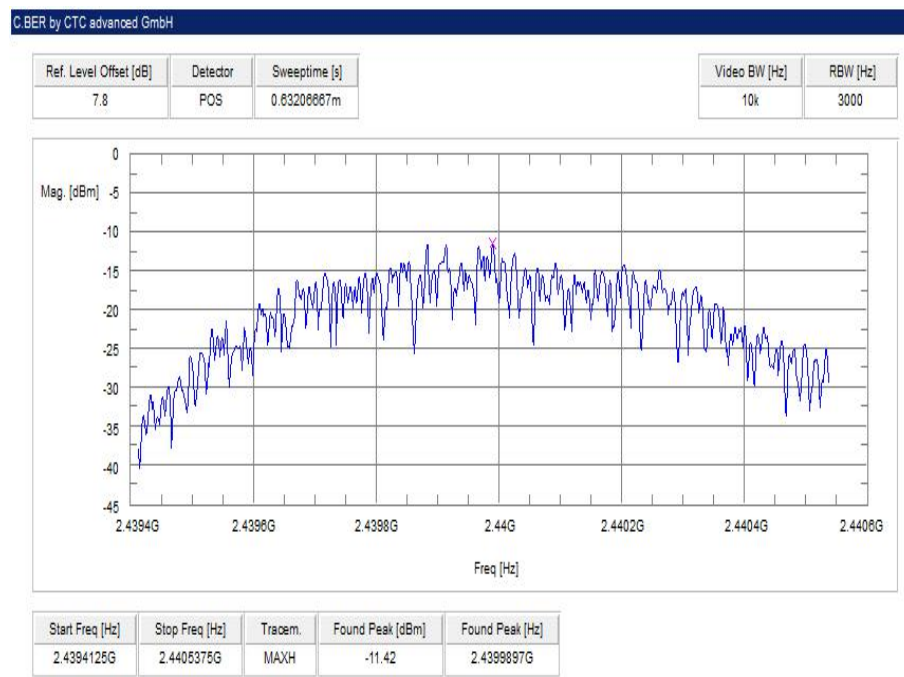 C.BER by CTC advanced GmbH
Ref. Level Offset [dB] Detector Sweeptime [s] Video BW [Hz] RBW [Hz]
7.8 POS 0.63206667m 10k 3000
0
Mag. [dBm] -5
-10
-15
-20
-25
-30
-35
-40
-45
2.4394G 2.4396G 2.4398G 2.44G 2.4402G 2.4404G 2.4406G
Freq [Hz]
Start Freq [Hz] Stop Freq [Hz] Tracem. Found Peak [dBm] Found Peak [Hz]
2.4394125G 2.4405375G MAXH -11.42 2.4399897G